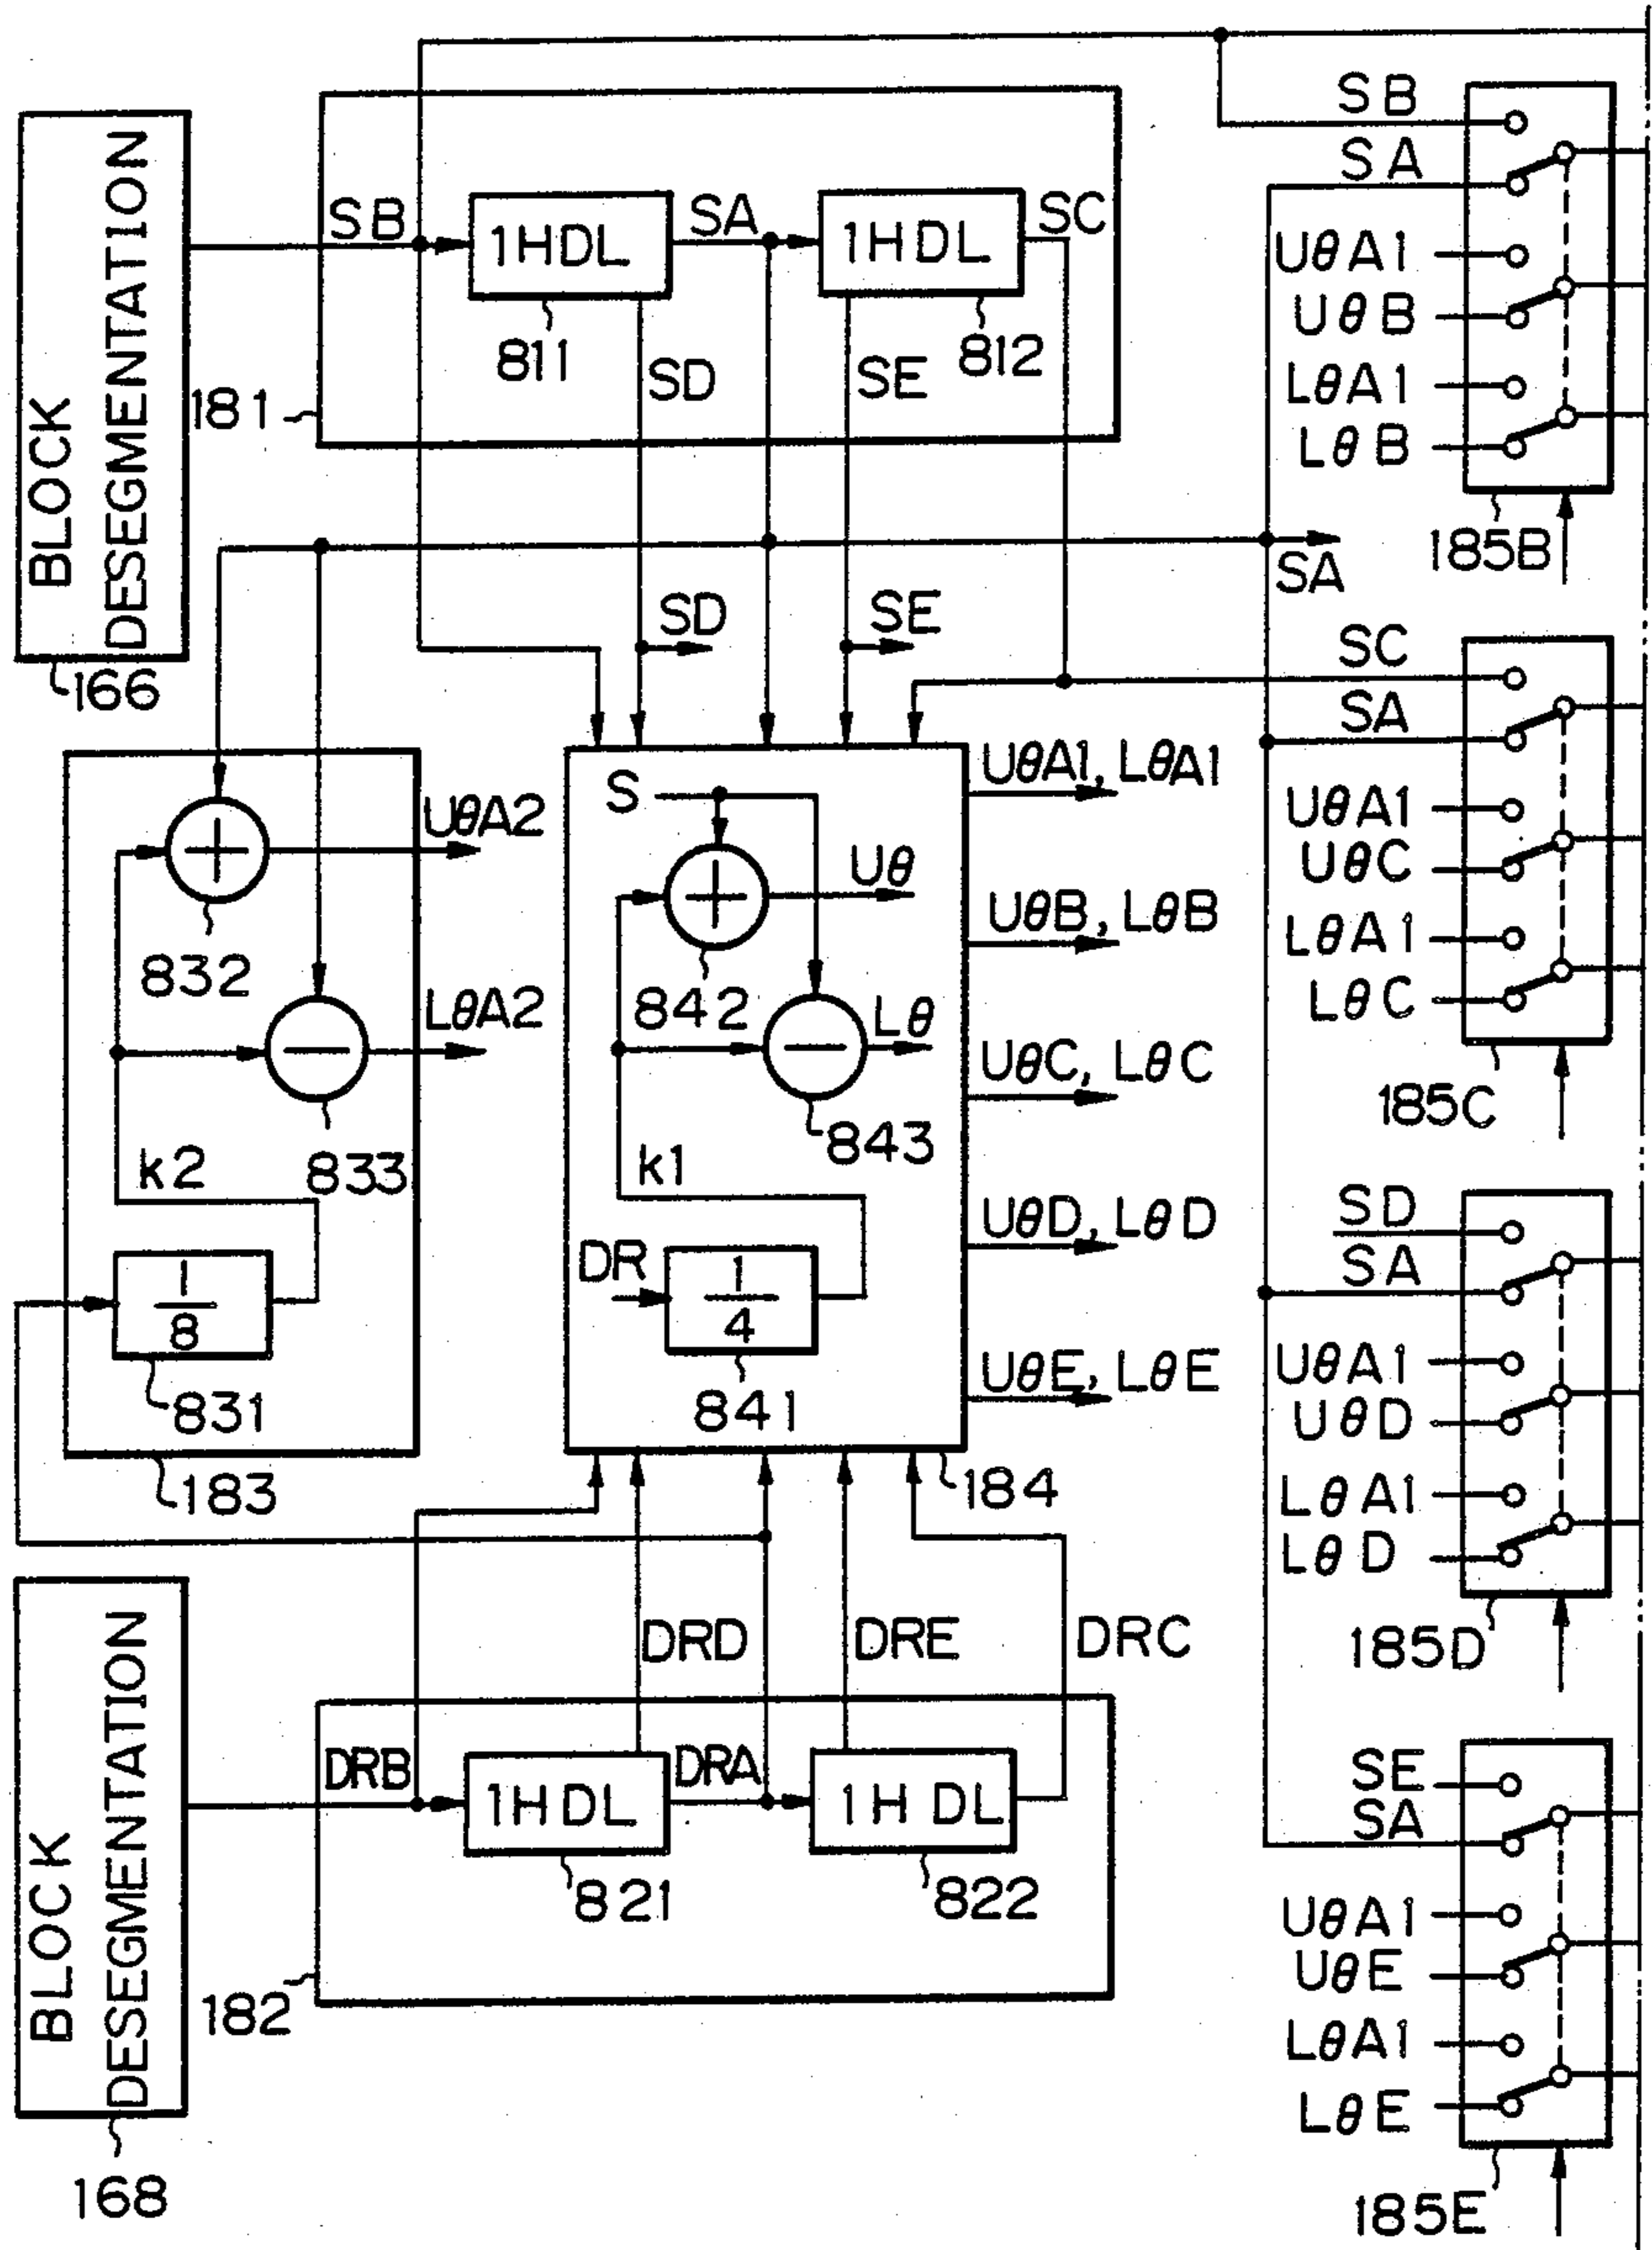 BLOCK
DESEGMENTATION
166
181
SB
1HDL
811
SA
1HDL
812
SC
SD
SE
SB
SA
UθA1
UθB
LθA1
LθB
185B
SA
SD
SE
SC
SA
UθA1
UθC
LθA1
LθC
185C
832
UθA2
833
LθA2
k2
1
8
831
183
S
842
Uθ
843
Lθ
k1
DR
1
4
841
184
UθA1, LθA1
UθB, LθB
UθC, LθC
UθD, LθD
UθE, LθE
SD
SA
UθA1
UθD
LθA1
LθD
185D
BLOCK
DESEGMENTATION
168
182
DRB
1HDL
821
DRA
1HDL
822
DRD
DRE
DRC
SE
SA
UθA1
UθE
LθA1
LθE
185E